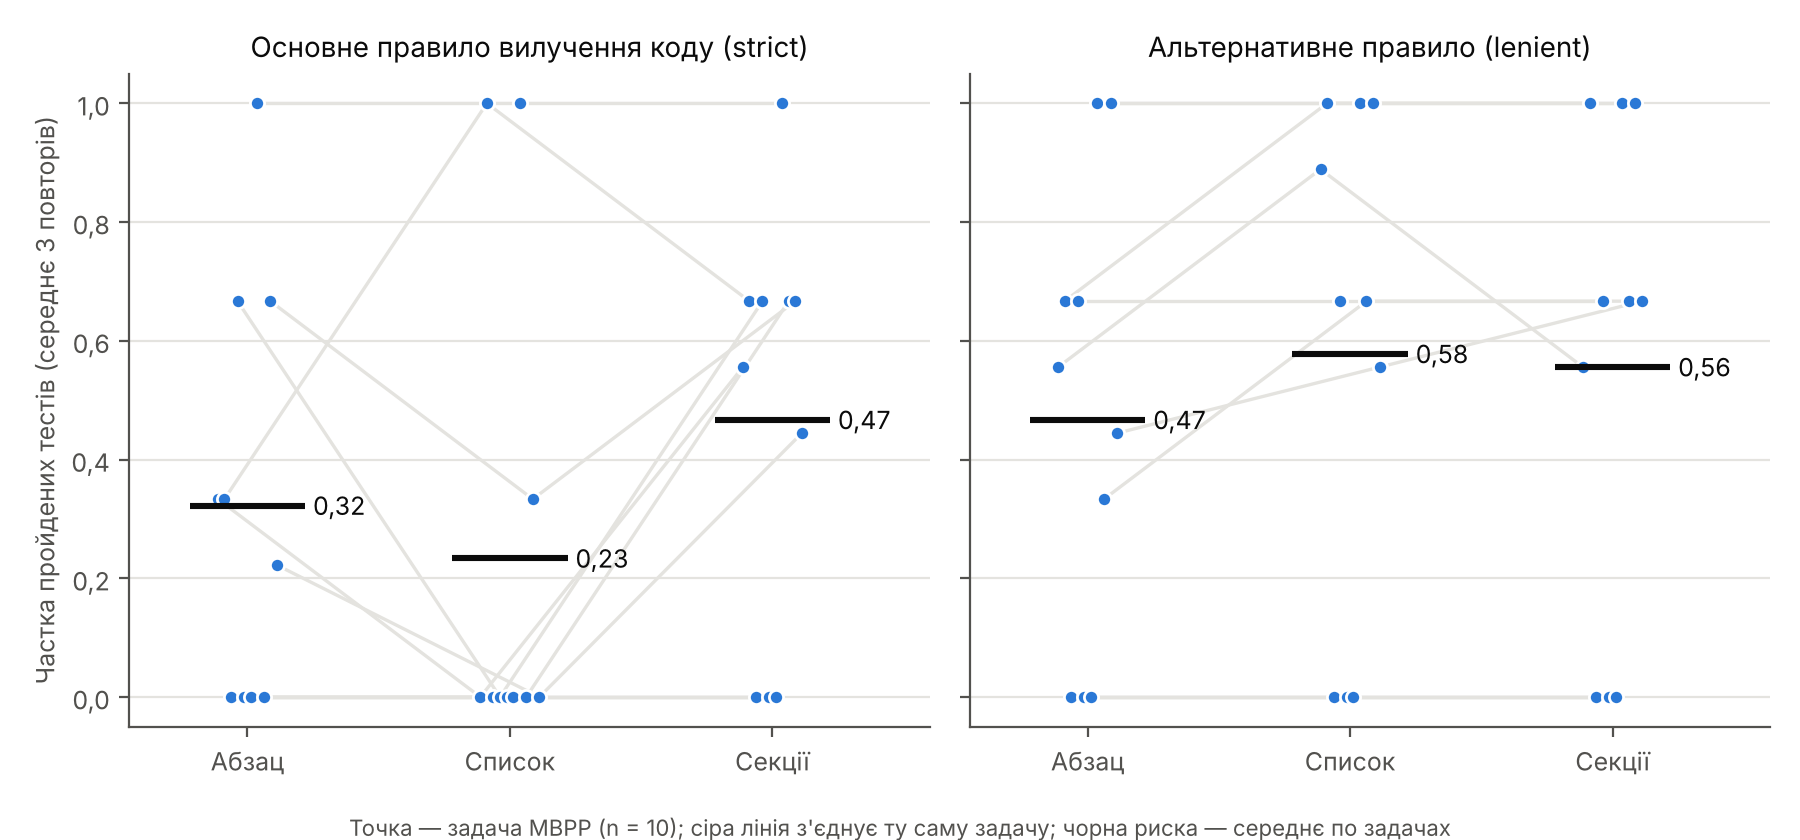 Основне правило вилучення коду (strict)
Альтернативне правило (lenient)
Частка пройдених тестів (середнє 3 повторів)
1,0
0,8
0,6
0,4
0,2
0,0
0,32
0,23
0,47
0,47
0,58
0,56
Абзац
Список
Секції
Абзац
Список
Секції
Точка — задача MBPP (n = 10); сіра лінія з'єднує ту саму задачу; чорна риска — середнє по задачах